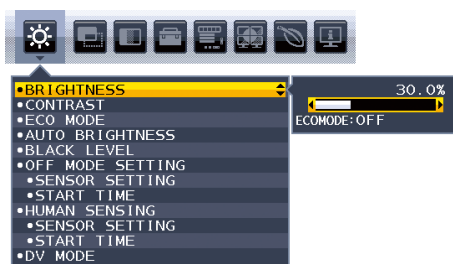 •BRIGHTNESS
30.0%
•CONTRAST
ECOMODE:OFF
•ECO MODE
•AUTO BRIGHTNESS
•BLACK LEVEL
•OFF MODE SETTING
•SENSOR SETTING
•START TIME
•HUMAN SENSING
•SENSOR SETTING
•START TIME
•DV MODE